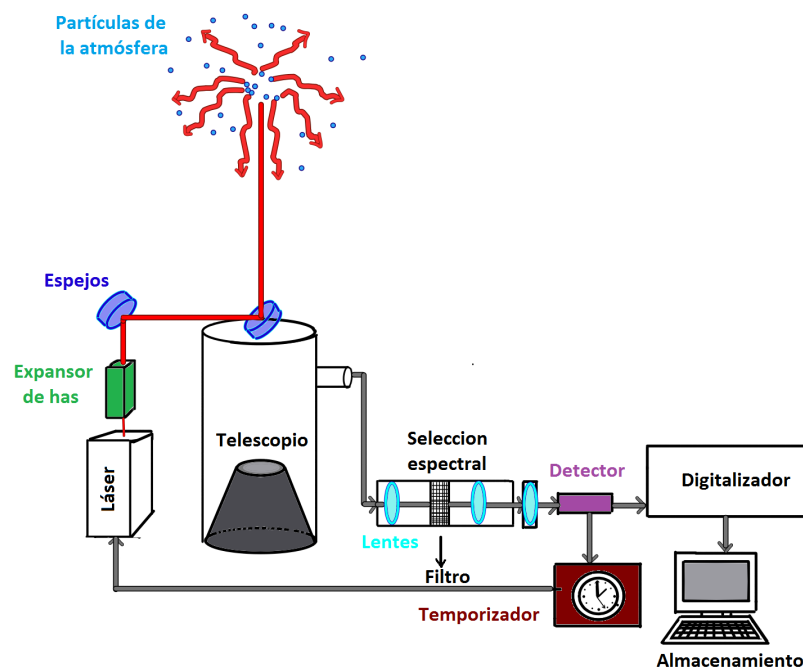 Partículas de
la atmósfera
Espejos
Expansor
de has
Láser
Telescopio
Seleccion
espectral
Lentes
Filtro
Detector
Digitalizador
Temporizador
Almacenamiento